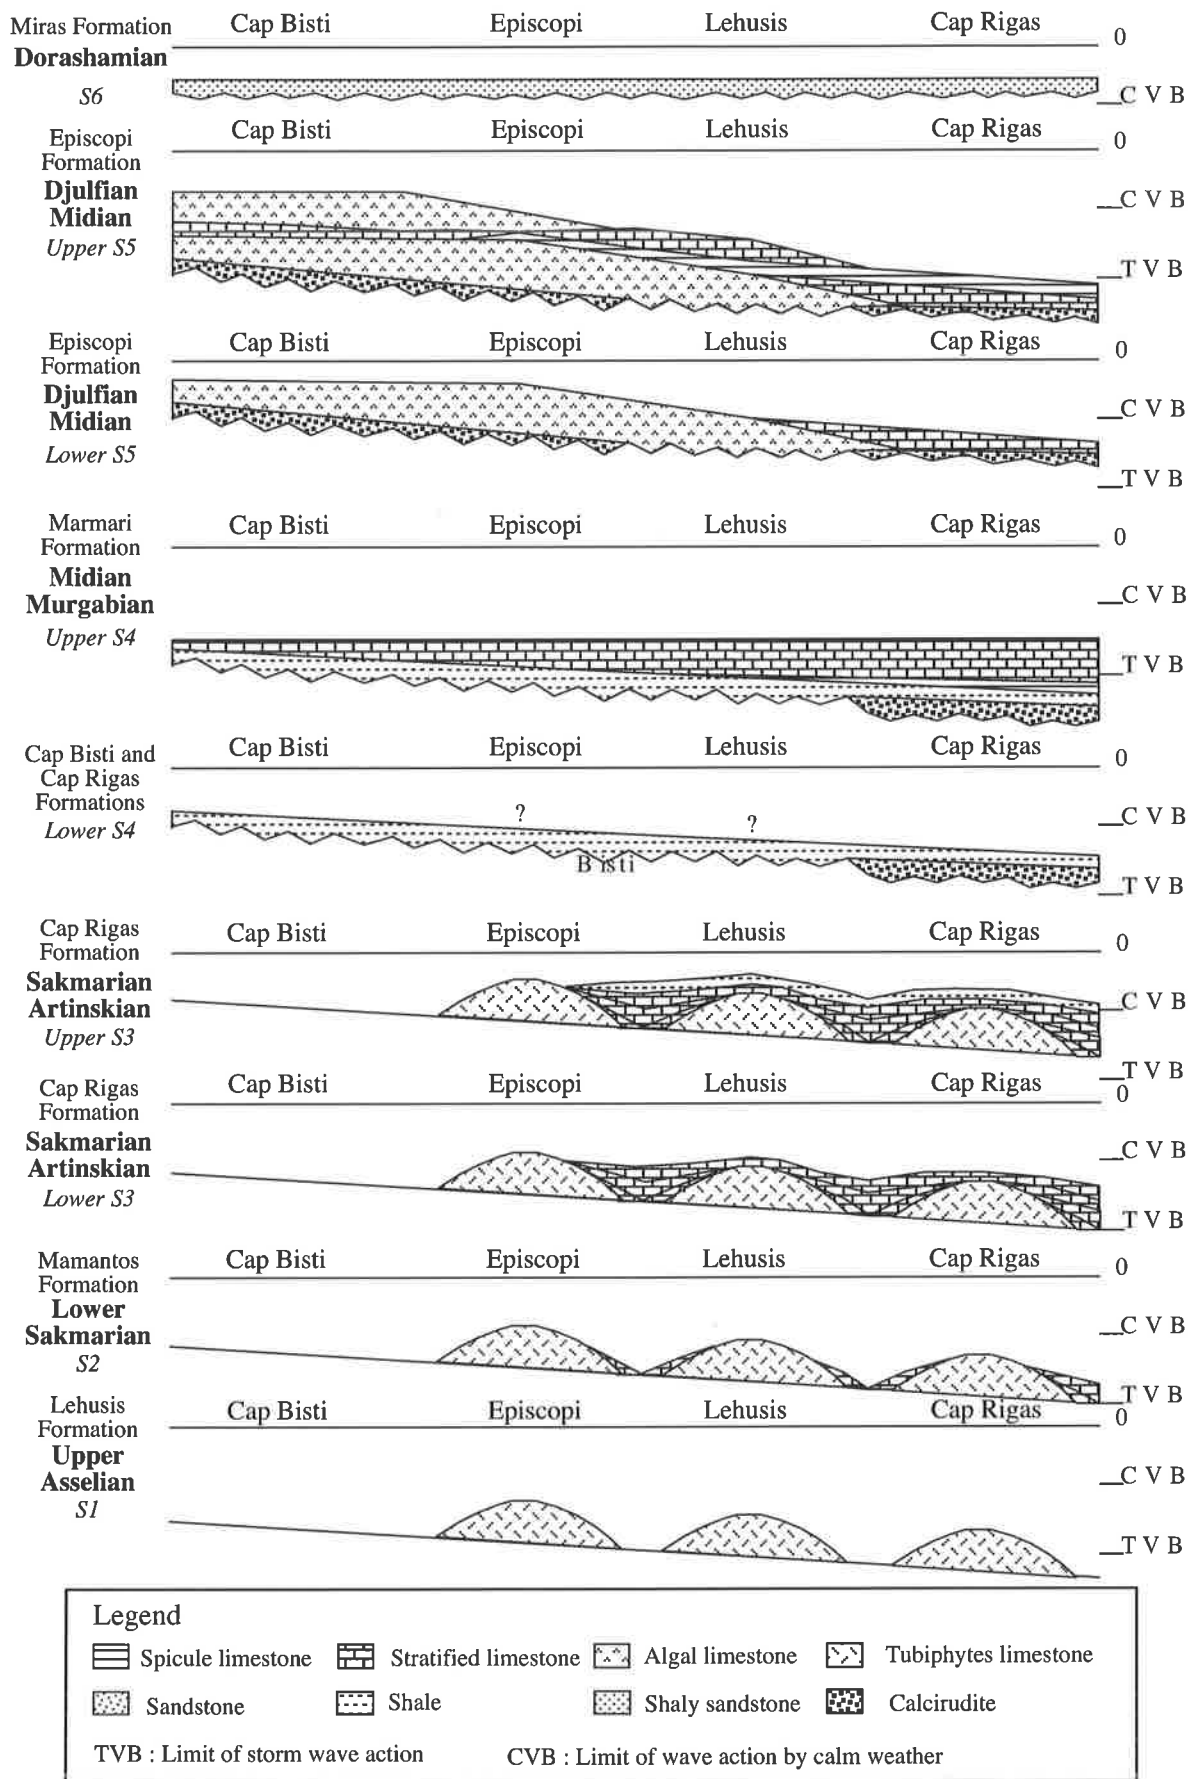 Miras Formation Cap Bisti Episcopi Lehusis Cap Rigas 0
Dorashamian
S6
C V B
Episcopi
Formation
Cap Bisti Episcopi Lehusis Cap Rigas 0
Djulfian
Midian
Upper S5
C V B
T V B
Episcopi
Formation
Cap Bisti Episcopi Lehusis Cap Rigas 0
Djulfian
Midian
Lower S5
C V B
T V B
Marmari
Formation
Cap Bisti Episcopi Lehusis Cap Rigas 0
Midian
Murgabian
Upper S4
C V B
T V B
Cap Bisti and
Cap Rigas
Formations
Lower S4
Cap Bisti Episcopi Lehusis Cap Rigas 0
? ?
C V B
Bisti
T V B
Cap Rigas
Formation
Cap Bisti Episcopi Lehusis Cap Rigas 0
Sakmarian
Artinskian
Upper S3
C V B
T V B
Cap Rigas
Formation
Cap Bisti Episcopi Lehusis Cap Rigas 0
Sakmarian
Artinskian
Lower S3
C V B
T V B
Mamantos
Formation
Cap Bisti Episcopi Lehusis Cap Rigas 0
Lower
Sakmarian
S2
C V B
T V B
Lehusis
Formation
Cap Bisti Episcopi Lehusis Cap Rigas 0
Upper
Asselian
S1
C V B
T V B
Legend
Spicule limestone Stratified limestone Algal limestone Tubiphytes limestone
Sandstone Shale Shaly sandstone Calcirudite
TVB : Limit of storm wave action CVB : Limit of wave action by calm weather